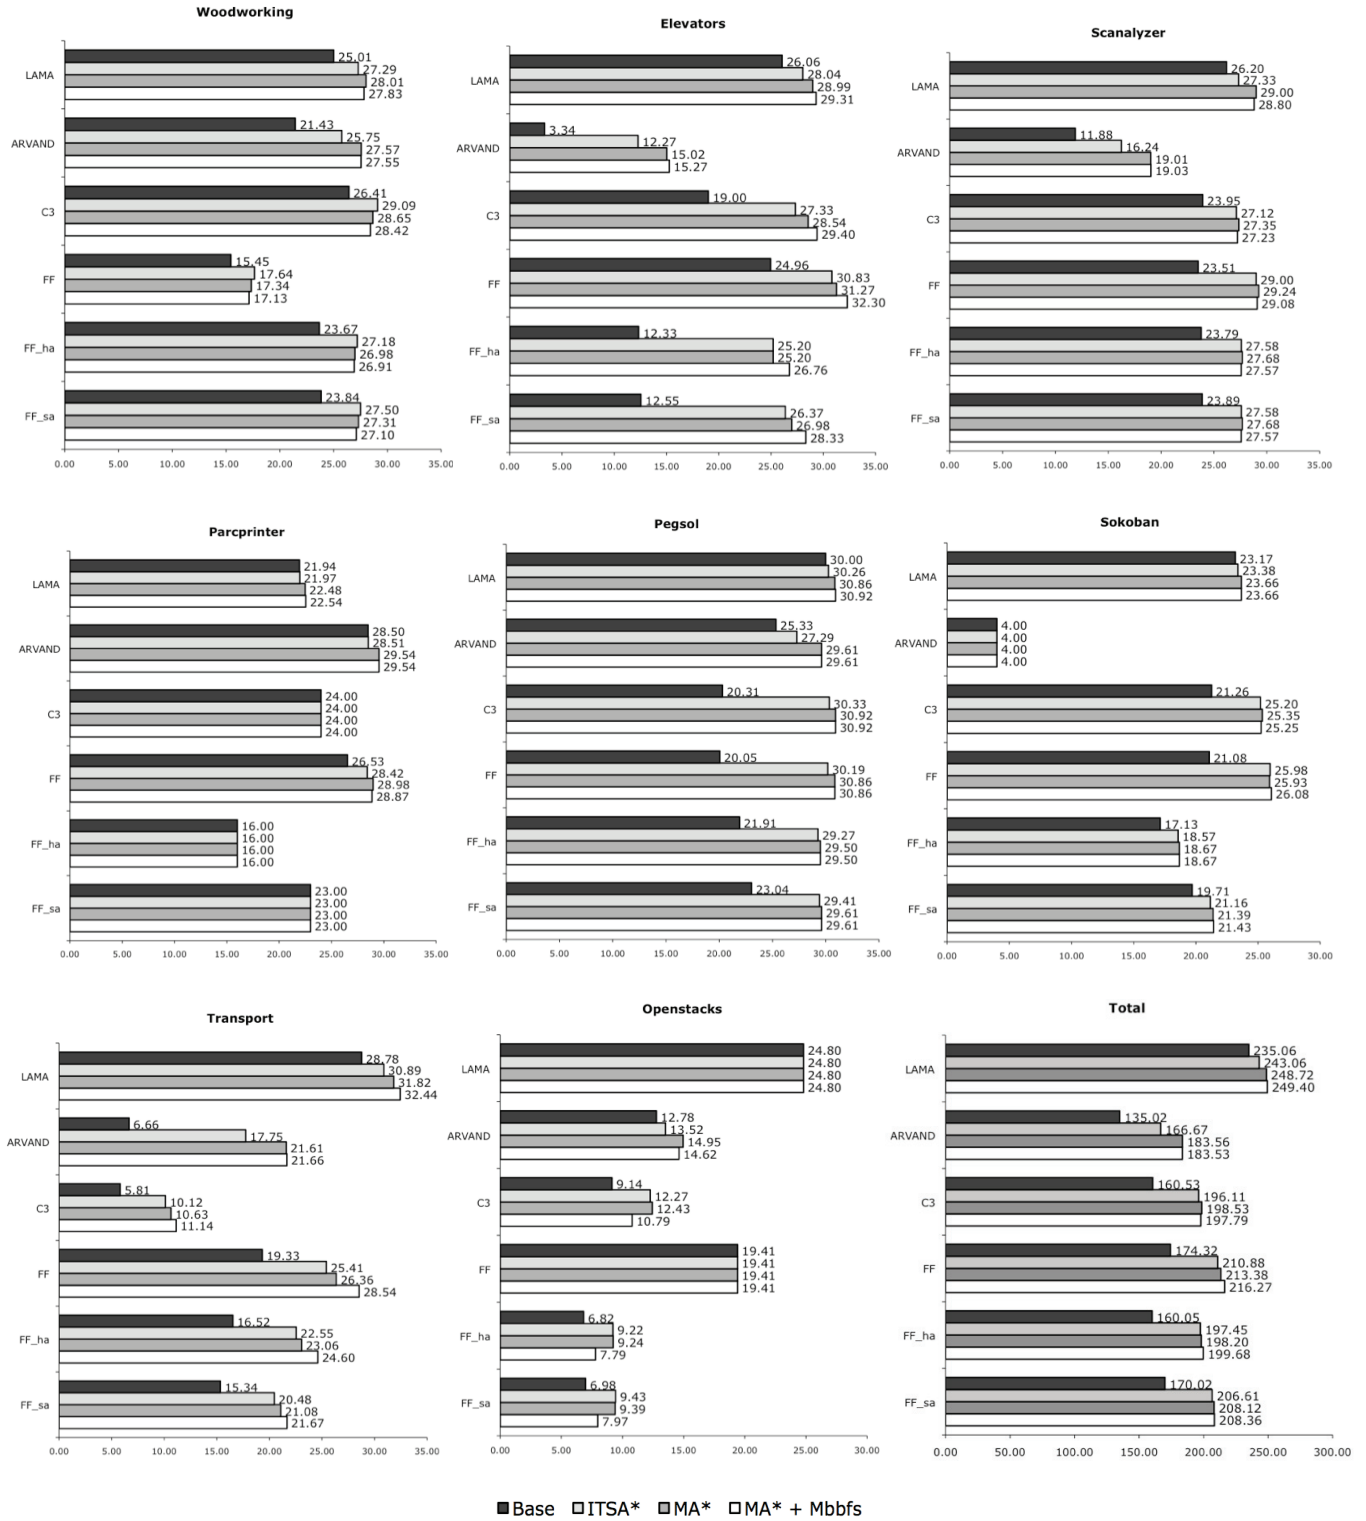 Woodworking
LAMA
25.01
27.29
28.01
27.83
ARVAND
21.43
25.75
27.57
27.55
C3
26.41
29.09
28.65
28.42
FF
15.45
17.64
17.34
17.13
FF_ha
23.67
27.18
26.98
26.91
FF_sa
23.84
27.50
27.31
27.10
0.00 5.00 10.00 15.00 20.00 25.00 30.00 35.00
Elevators
LAMA
26.06
28.04
28.99
29.31
ARVAND
3.34
12.27
15.02
15.27
C3
19.00
27.33
28.54
29.40
FF
24.96
30.83
31.27
32.30
FF_ha
12.33
25.20
25.20
26.76
FF_sa
12.55
26.37
26.98
28.33
0.00 5.00 10.00 15.00 20.00 25.00 30.00 35.00
Scanalyzer
LAMA
26.20
27.33
29.00
28.80
ARVAND
11.88
16.24
19.01
19.03
C3
23.95
27.12
27.35
27.23
FF
23.51
29.00
29.24
29.08
FF_ha
23.79
27.58
27.68
27.57
FF_sa
23.89
27.58
27.68
27.57
0.00 5.00 10.00 15.00 20.00 25.00 30.00 35.00
Parcprinter
LAMA
21.94
21.97
22.48
22.54
ARVAND
28.50
28.51
29.54
29.54
C3
24.00
24.00
24.00
24.00
FF
26.53
28.42
28.98
28.87
FF_ha
16.00
16.00
16.00
16.00
FF_sa
23.00
23.00
23.00
23.00
0.00 5.00 10.00 15.00 20.00 25.00 30.00 35.00
Pegsol
LAMA
30.00
30.26
30.86
30.92
ARVAND
25.33
27.29
29.61
29.61
C3
20.31
30.33
30.92
30.92
FF
20.05
30.19
30.86
30.86
FF_ha
21.91
29.27
29.50
29.50
FF_sa
23.04
29.41
29.61
29.61
0.00 5.00 10.00 15.00 20.00 25.00 30.00 35.00
Sokoban
LAMA
23.17
23.38
23.66
23.66
ARVAND
4.00
4.00
4.00
4.00
C3
21.26
25.20
25.35
25.25
FF
21.08
25.98
25.93
26.08
FF_ha
17.13
18.57
18.67
18.67
FF_sa
19.71
21.16
21.39
21.43
0.00 5.00 10.00 15.00 20.00 25.00 30.00
Transport
LAMA
28.78
30.89
31.82
32.44
ARVAND
6.66
17.75
21.61
21.66
C3
5.81
10.12
10.63
11.14
FF
19.33
25.41
26.36
28.54
FF_ha
16.52
22.55
23.06
24.60
FF_sa
15.34
20.48
21.08
21.67
0.00 5.00 10.00 15.00 20.00 25.00 30.00 35.00
Openstacks
LAMA
24.80
24.80
24.80
24.80
ARVAND
12.78
13.52
14.95
14.62
C3
9.14
12.27
12.43
10.79
FF
19.41
19.41
19.41
19.41
FF_ha
6.82
9.22
9.24
7.79
FF_sa
6.98
9.43
9.39
7.97
0.00 5.00 10.00 15.00 20.00 25.00 30.00
Total
LAMA
235.06
243.06
248.72
249.40
ARVAND
135.02
166.67
183.56
183.53
C3
160.53
196.11
198.53
197.79
FF
174.32
210.88
213.38
216.27
FF_ha
160.05
197.45
198.20
199.68
FF_sa
170.02
206.61
208.12
208.36
0.00 50.00 100.00 150.00 200.00 250.00 300.00
Base ITSA* MA* MA* + Mbbfs